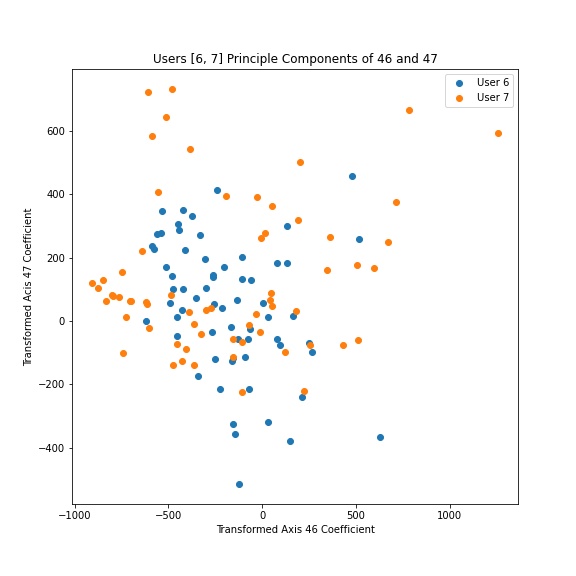 Users [6, 7] Principle Components of 46 and 47
User 6
User 7
600
400
200
0
−200
−400
Transformed Acis 47 Coefficient
−1000
−500
0
500
1000
Transformed Axis 46 Coefficient